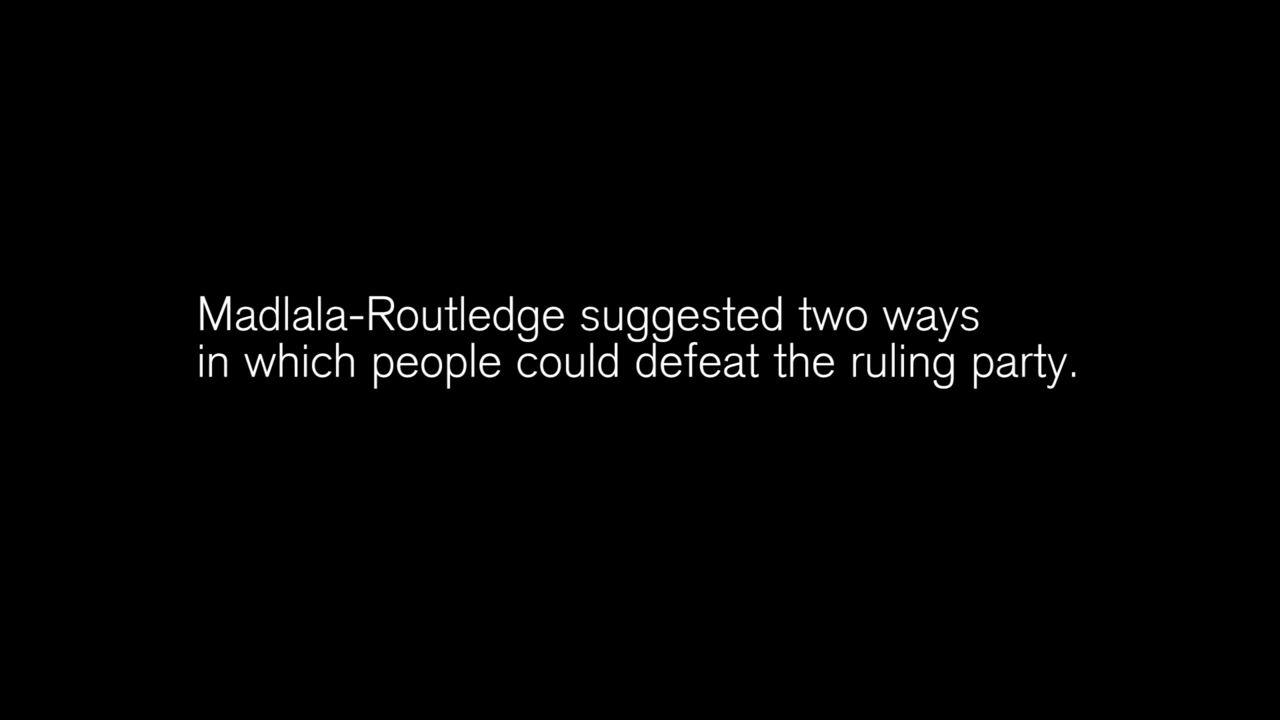 Madlala-Routledge suggested two ways
in which people could defeat the ruling party.